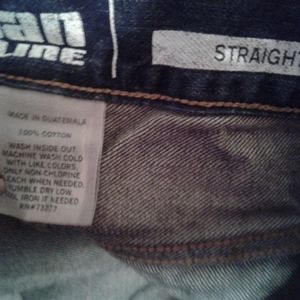 STRAIGHT
MADE IN GUATEMALA
100% COTTON
WASH INSIDE OUT
MACHINE WASH COLD
WITH LIKE COLORS,
ONLY NON-CHLORINE
BLEACH WHEN NEEDED,
TUMBLE DRY LOW,
COOL IRON IF NEEDED